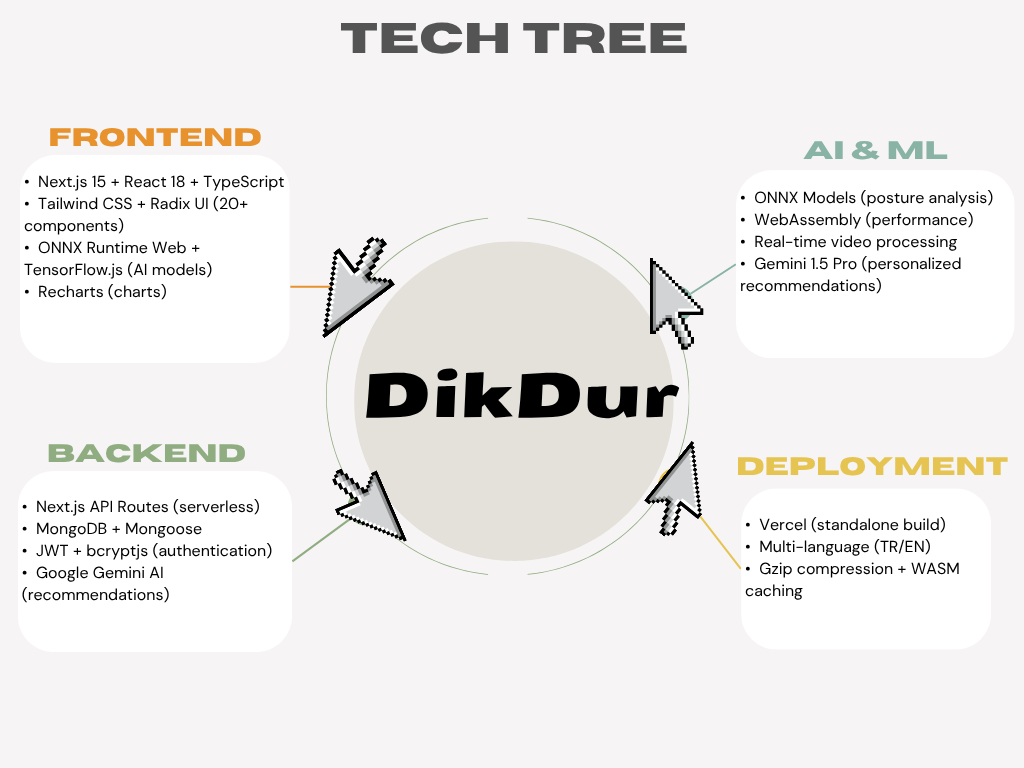 TECH TREE
FRONTEND
• Next.js 15 + React 18 + TypeScript
• Tailwind CSS + Radix UI (20+
components)
• ONNX Runtime Web +
TensorFlow.js (AI models)
• Recharts (charts)
AI & ML
• ONNX Models (posture analysis)
• WebAssembly (performance)
• Real-time video processing
• Gemini 1.5 Pro (personalized
recommendations)
DikDur
BACKEND
• Next.js API Routes (serverless)
• MongoDB + Mongoose
• JWT + bcryptjs (authentication)
• Google Gemini AI
(recommendations)
DEPLOYMENT
• Vercel (standalone build)
• Multi-language (TR/EN)
• Gzip compression + WASM
caching